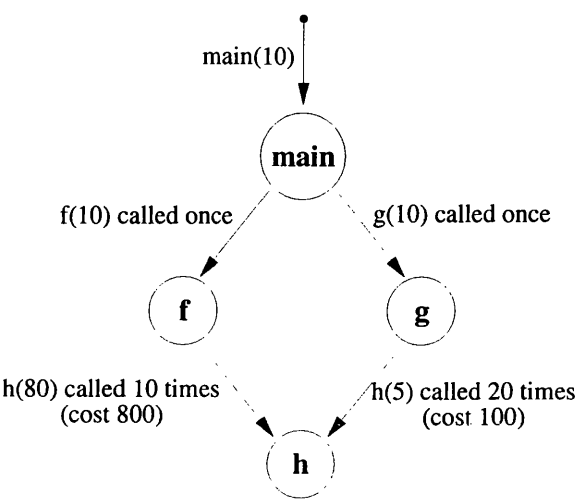 main(10)
main
f(10) called once
g(10) called once
f
g
h(80) called 10 times
(cost 800)
h(5) called 20 times
(cost 100)
h